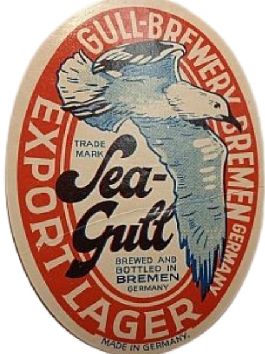 GULL-BREWERY, BREMEN GERMANY
TRADE
MARK
Sea-
Gull
BREWED AND
BOTTLED IN
BREMEN
GERMANY
EXPORT LAGER
MADE IN GERMANY.